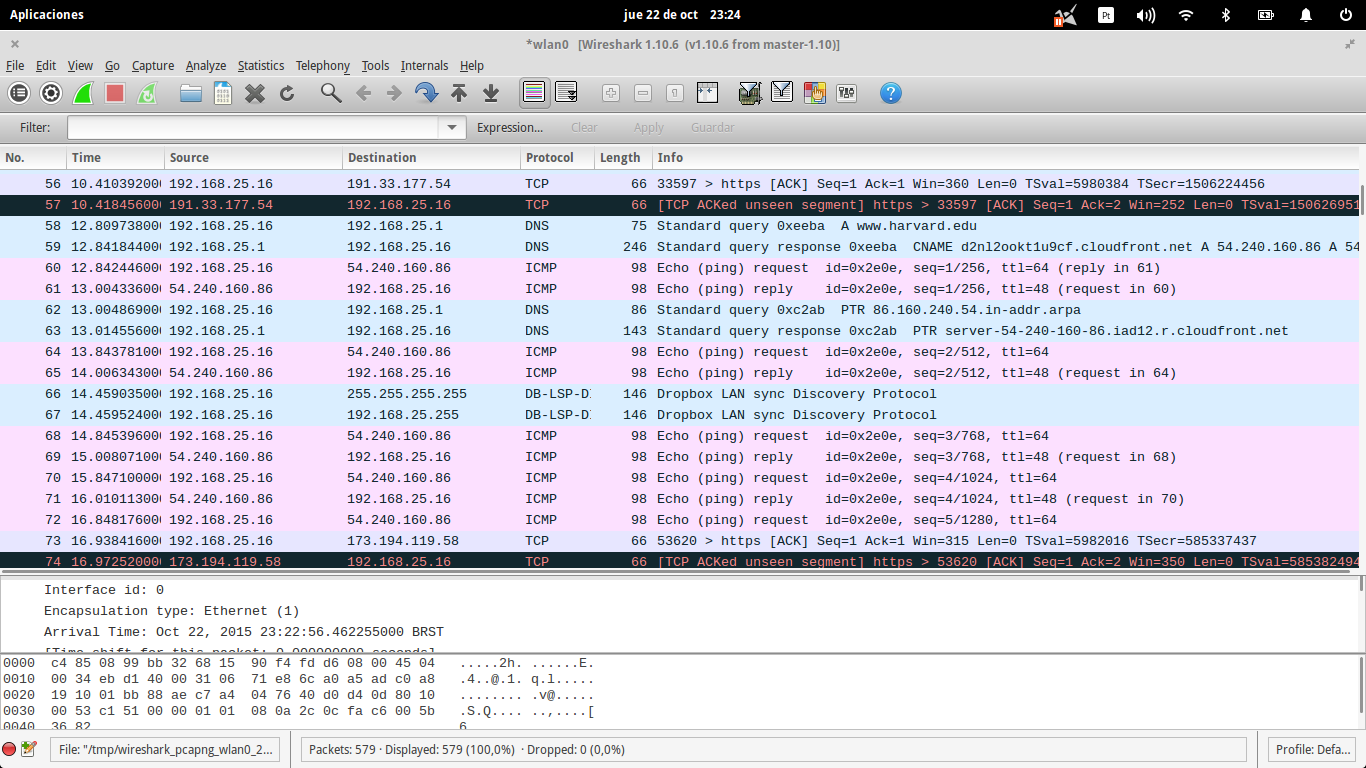 Aplicaciones jue 22 de oct 23:24 Pt
*wlan0 [Wireshark 1.10.6 (v1.10.6 from master-1.10)]
File Edit View Go Capture Analyze Statistics Telephony Tools Internals Help
Filter: Expression... Clear Apply Guardar
No. Time Source Destination Protocol Length Info
56 10.410392000 192.168.25.16 191.33.177.54 TCP 66 33597 > https [ACK] Seq=1 Ack=1 Win=360 Len=0 TSval=5980384 TSecr=1506224456
57 10.418456000 191.33.177.54 192.168.25.16 TCP 66 [TCP ACKed unseen segment] https > 33597 [ACK] Seq=1 Ack=2 Win=252 Len=0 TSval=150626951
58 12.809738000 192.168.25.16 192.168.25.1 DNS 75 Standard query 0xeeba A www.harvard.edu
59 12.841844000 192.168.25.1 192.168.25.16 DNS 246 Standard query response 0xeeba CNAME d2nl2ookt1u9cf.cloudfront.net A 54.240.160.86 A 54
60 12.842446000 192.168.25.16 54.240.160.86 ICMP 98 Echo (ping) request id=0x2e0e, seq=1/256, ttl=64 (reply in 61)
61 13.004336000 54.240.160.86 192.168.25.16 ICMP 98 Echo (ping) reply id=0x2e0e, seq=1/256, ttl=48 (request in 60)
62 13.004869000 192.168.25.16 192.168.25.1 DNS 86 Standard query 0xc2ab PTR 86.160.240.54.in-addr.arpa
63 13.014556000 192.168.25.1 192.168.25.16 DNS 143 Standard query response 0xc2ab PTR server-54-240-160-86.iad12.r.cloudfront.net
64 13.843781000 192.168.25.16 54.240.160.86 ICMP 98 Echo (ping) request id=0x2e0e, seq=2/512, ttl=64
65 14.006343000 54.240.160.86 192.168.25.16 ICMP 98 Echo (ping) reply id=0x2e0e, seq=2/512, ttl=48 (request in 64)
66 14.459035000 192.168.25.16 255.255.255.255 DB-LSP-DI 146 Dropbox LAN sync Discovery Protocol
67 14.459524000 192.168.25.16 192.168.25.255 DB-LSP-DI 146 Dropbox LAN sync Discovery Protocol
68 14.845396000 192.168.25.16 54.240.160.86 ICMP 98 Echo (ping) request id=0x2e0e, seq=3/768, ttl=64
69 15.008071000 54.240.160.86 192.168.25.16 ICMP 98 Echo (ping) reply id=0x2e0e, seq=3/768, ttl=48 (request in 68)
70 15.847100000 192.168.25.16 54.240.160.86 ICMP 98 Echo (ping) request id=0x2e0e, seq=4/1024, ttl=64
71 16.010113000 54.240.160.86 192.168.25.16 ICMP 98 Echo (ping) reply id=0x2e0e, seq=4/1024, ttl=48 (request in 70)
72 16.848176000 192.168.25.16 54.240.160.86 ICMP 98 Echo (ping) request id=0x2e0e, seq=5/1280, ttl=64
73 16.938416000 192.168.25.16 173.194.119.58 TCP 66 53620 > https [ACK] Seq=1 Ack=1 Win=315 Len=0 TSval=5982016 TSecr=585337437
74 16.972520000 173.194.119.58 192.168.25.16 TCP 66 [TCP ACKed unseen segment] https > 53620 [ACK] Seq=1 Ack=2 Win=350 Len=0 TSval=585382494
Interface id: 0
Encapsulation type: Ethernet (1)
Arrival Time: Oct 22, 2015 23:22:56.462255000 BRST
[Time shift for this packet: 0.000000000 seconds]
0000 c4 85 08 99 bb 32 68 15 90 f4 fd d6 08 00 45 04 .....2h. ......E.
0010 00 34 eb d1 40 00 31 06 71 e8 6c a0 a5 ad c0 a8 .4..@.1. q.l.....
0020 19 10 01 bb 88 ae c7 a4 04 76 40 d0 d4 0d 80 10 ........ .v@.....
0030 00 53 c1 51 00 00 01 01 08 0a 2c 0c fa c6 00 5b .S.Q.... ..,....[
0040 36 82 6.
File: "/tmp/wireshark_pcapng_wlan0_2... Packets: 579 · Displayed: 579 (100,0%) · Dropped: 0 (0,0%) Profile: Defa...